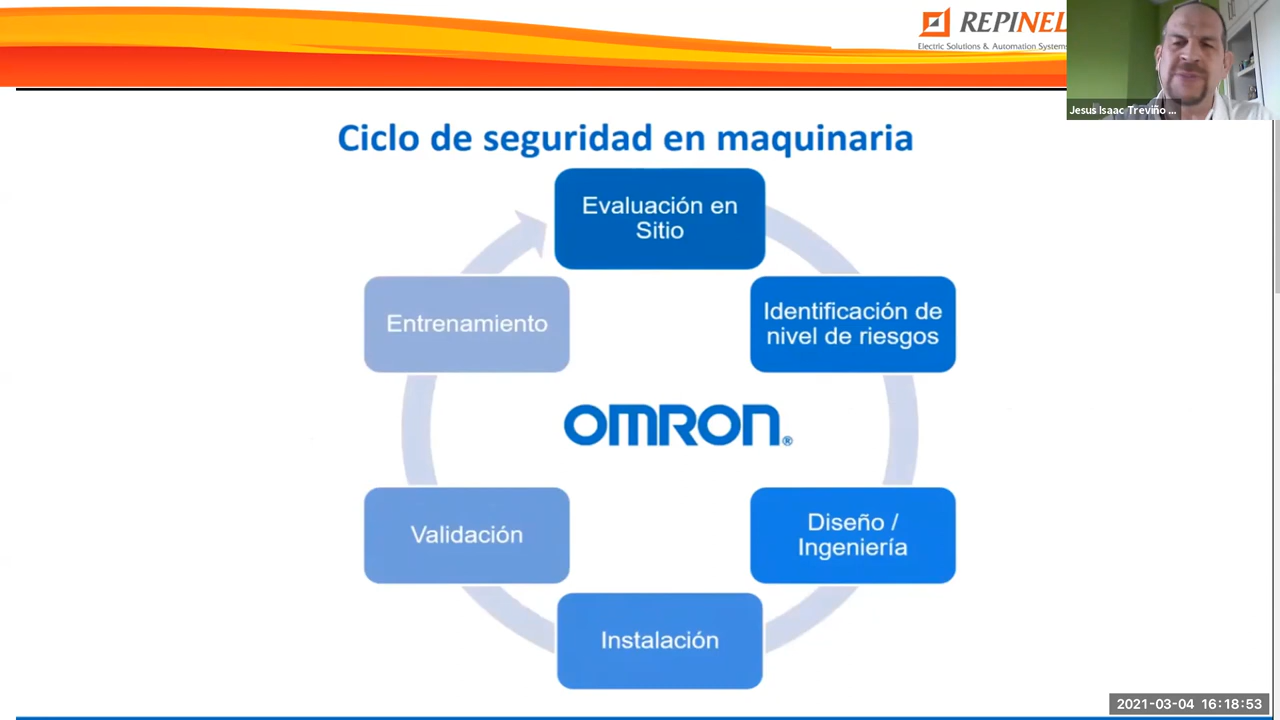 REPINEL
Electric Solutions & Automation Systems
Jesus Isaac Treviño ...
Ciclo de seguridad en maquinaria
Evaluación en
Sitio
Identificación de
nivel de riesgos
Diseño /
Ingeniería
Instalación
Validación
Entrenamiento
OMRON®
2021-03-04 16:18:53